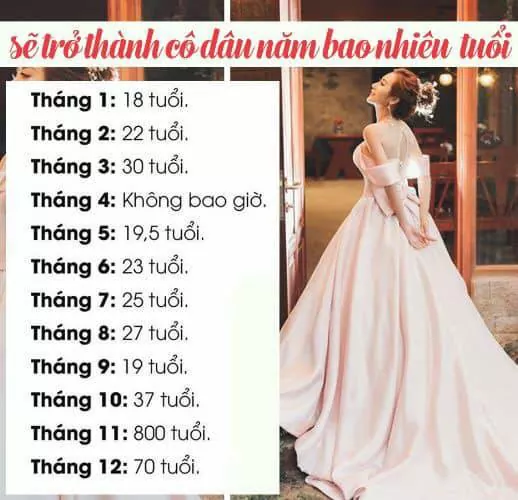 sẽ trở thành cô dâu năm bao nhiêu tuổi
Tháng 1: 18 tuổi.
Tháng 2: 22 tuổi.
Tháng 3: 30 tuổi.
Tháng 4: Không bao giờ.
Tháng 5: 19,5 tuổi.
Tháng 6: 23 tuổi.
Tháng 7: 25 tuổi.
Tháng 8: 27 tuổi.
Tháng 9: 19 tuổi.
Tháng 10: 37 tuổi.
Tháng 11: 800 tuổi.
Tháng 12: 70 tuổi.